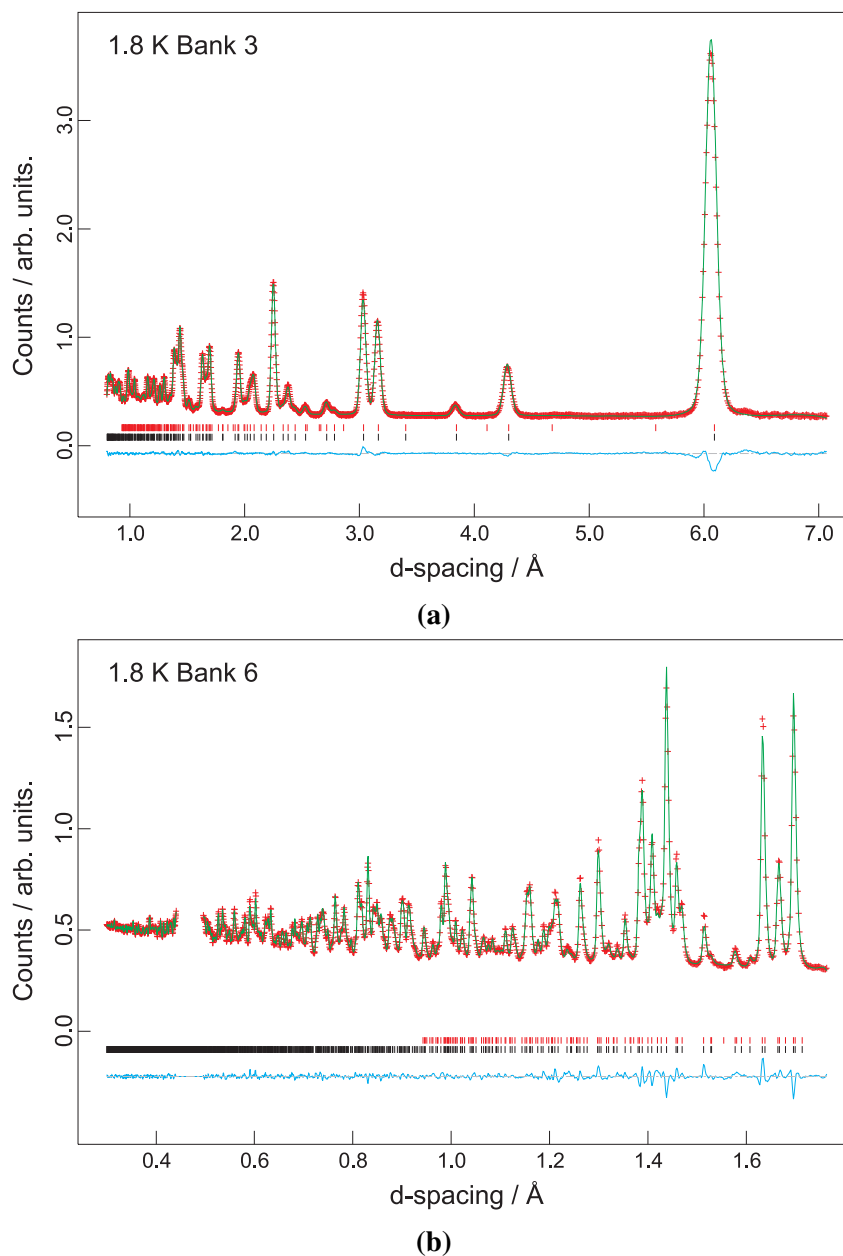 1.8 K Bank 3
Counts / arb. units.
3.0
2.0
1.0
0.0
1.0 2.0 3.0 4.0 5.0 6.0 7.0
d-spacing / Å
(a)
1.8 K Bank 6
Counts / arb. units.
1.5
1.0
0.5
0.0
0.4 0.6 0.8 1.0 1.2 1.4 1.6
d-spacing / Å
(b)